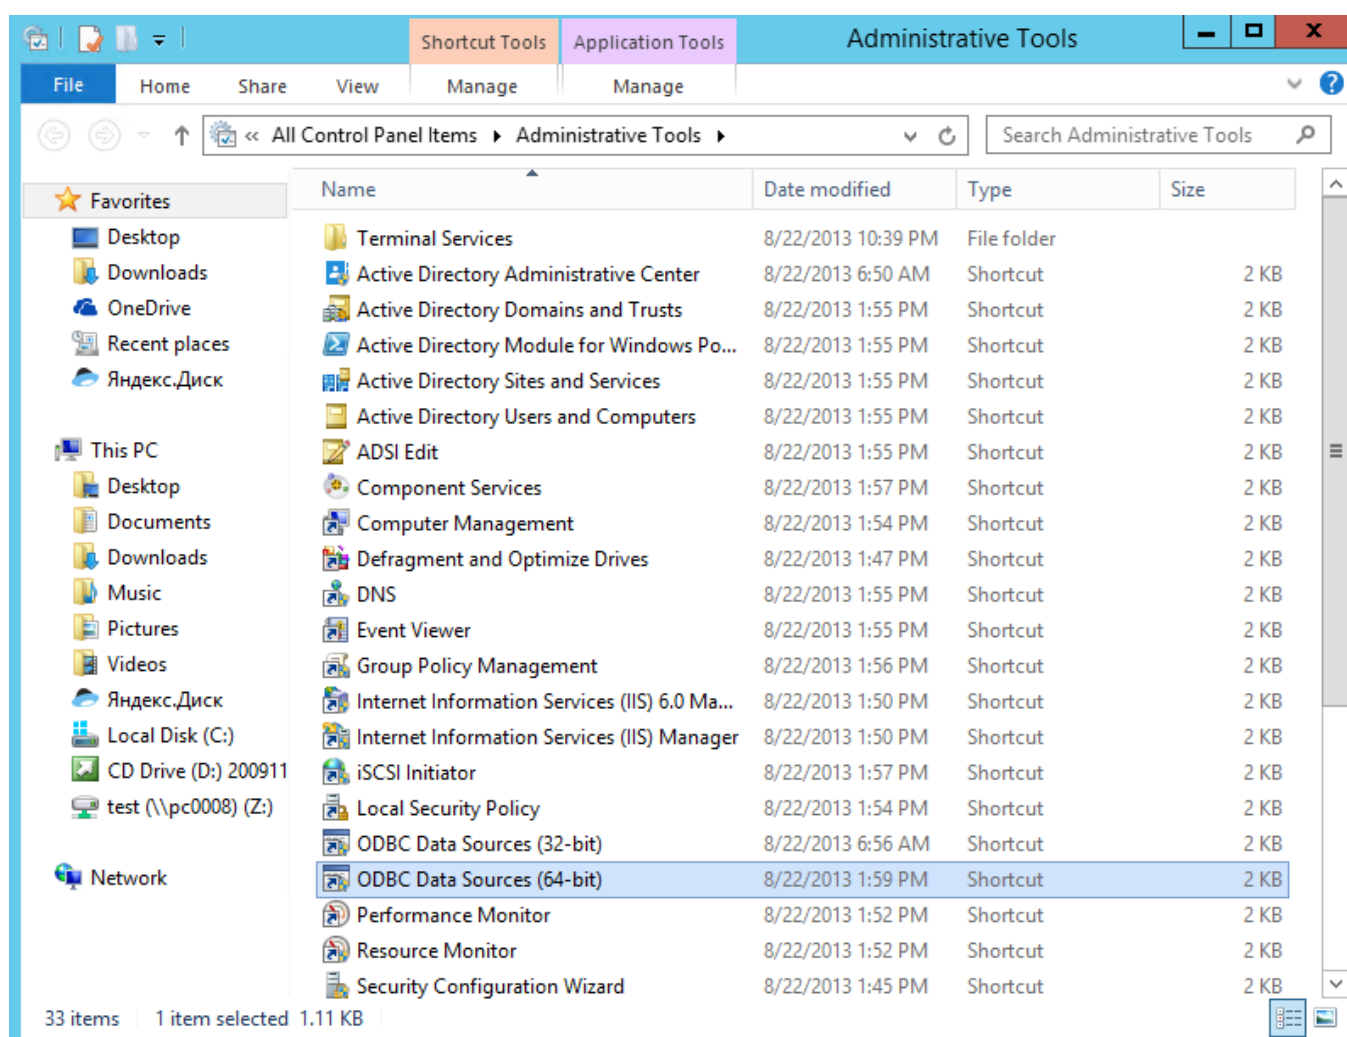 Shortcut Tools Application Tools Administrative Tools
File Home Share View Manage Manage
« All Control Panel Items Administrative Tools Search Administrative Tools
Name Date modified Type Size
Favorites
Desktop
Downloads
OneDrive
Recent places
Яндекс.Диск
This PC
Desktop
Documents
Downloads
Music
Pictures
Videos
Яндекс.Диск
Local Disk (C:)
CD Drive (D:) 200911
test (\\pc0008) (Z:)
Network
Terminal Services 8/22/2013 10:39 PM File folder
Active Directory Administrative Center 8/22/2013 6:50 AM Shortcut 2 KB
Active Directory Domains and Trusts 8/22/2013 1:55 PM Shortcut 2 KB
Active Directory Module for Windows Po... 8/22/2013 1:55 PM Shortcut 2 KB
Active Directory Sites and Services 8/22/2013 1:55 PM Shortcut 2 KB
Active Directory Users and Computers 8/22/2013 1:55 PM Shortcut 2 KB
ADSI Edit 8/22/2013 1:55 PM Shortcut 2 KB
Component Services 8/22/2013 1:57 PM Shortcut 2 KB
Computer Management 8/22/2013 1:54 PM Shortcut 2 KB
Defragment and Optimize Drives 8/22/2013 1:47 PM Shortcut 2 KB
DNS 8/22/2013 1:55 PM Shortcut 2 KB
Event Viewer 8/22/2013 1:55 PM Shortcut 2 KB
Group Policy Management 8/22/2013 1:56 PM Shortcut 2 KB
Internet Information Services (IIS) 6.0 Ma... 8/22/2013 1:50 PM Shortcut 2 KB
Internet Information Services (IIS) Manager 8/22/2013 1:50 PM Shortcut 2 KB
iSCSI Initiator 8/22/2013 1:57 PM Shortcut 2 KB
Local Security Policy 8/22/2013 1:54 PM Shortcut 2 KB
ODBC Data Sources (32-bit) 8/22/2013 6:56 AM Shortcut 2 KB
ODBC Data Sources (64-bit) 8/22/2013 1:59 PM Shortcut 2 KB
Performance Monitor 8/22/2013 1:52 PM Shortcut 2 KB
Resource Monitor 8/22/2013 1:52 PM Shortcut 2 KB
Security Configuration Wizard 8/22/2013 1:45 PM Shortcut 2 KB
33 items 1 item selected 1.11 KB